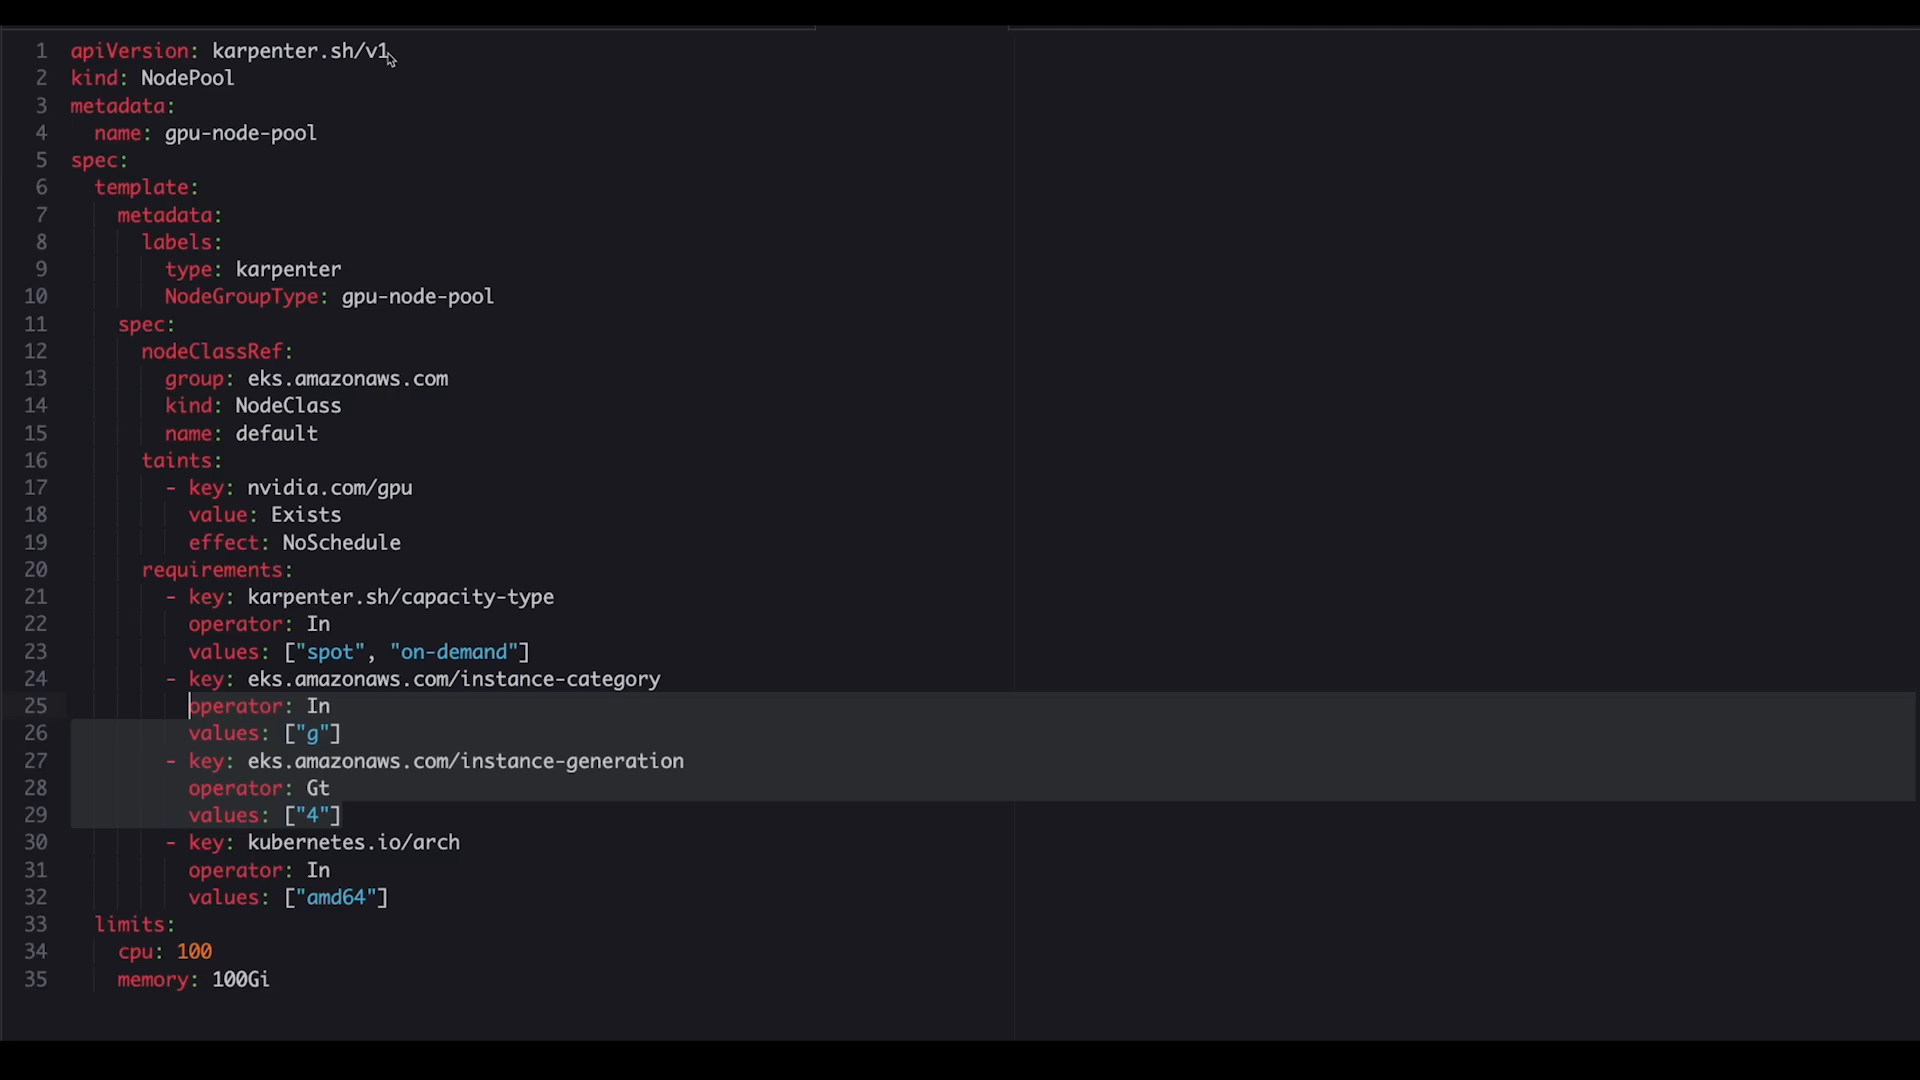 1 apiVersion: karpenter.sh/v1
2 kind: NodePool
3 metadata:
4   name: gpu-node-pool
5 spec:
6   template:
7     metadata:
8       labels:
9         type: karpenter
10         NodeGroupType: gpu-node-pool
11     spec:
12       nodeClassRef:
13         group: eks.amazonaws.com
14         kind: NodeClass
15         name: default
16       taints:
17         - key: nvidia.com/gpu
18           value: Exists
19           effect: NoSchedule
20       requirements:
21         - key: karpenter.sh/capacity-type
22           operator: In
23           values: ["spot", "on-demand"]
24         - key: eks.amazonaws.com/instance-category
25           operator: In
26           values: ["g"]
27         - key: eks.amazonaws.com/instance-generation
28           operator: Gt
29           values: ["4"]
30         - key: kubernetes.io/arch
31           operator: In
32           values: ["amd64"]
33   limits:
34     cpu: 100
35     memory: 100Gi